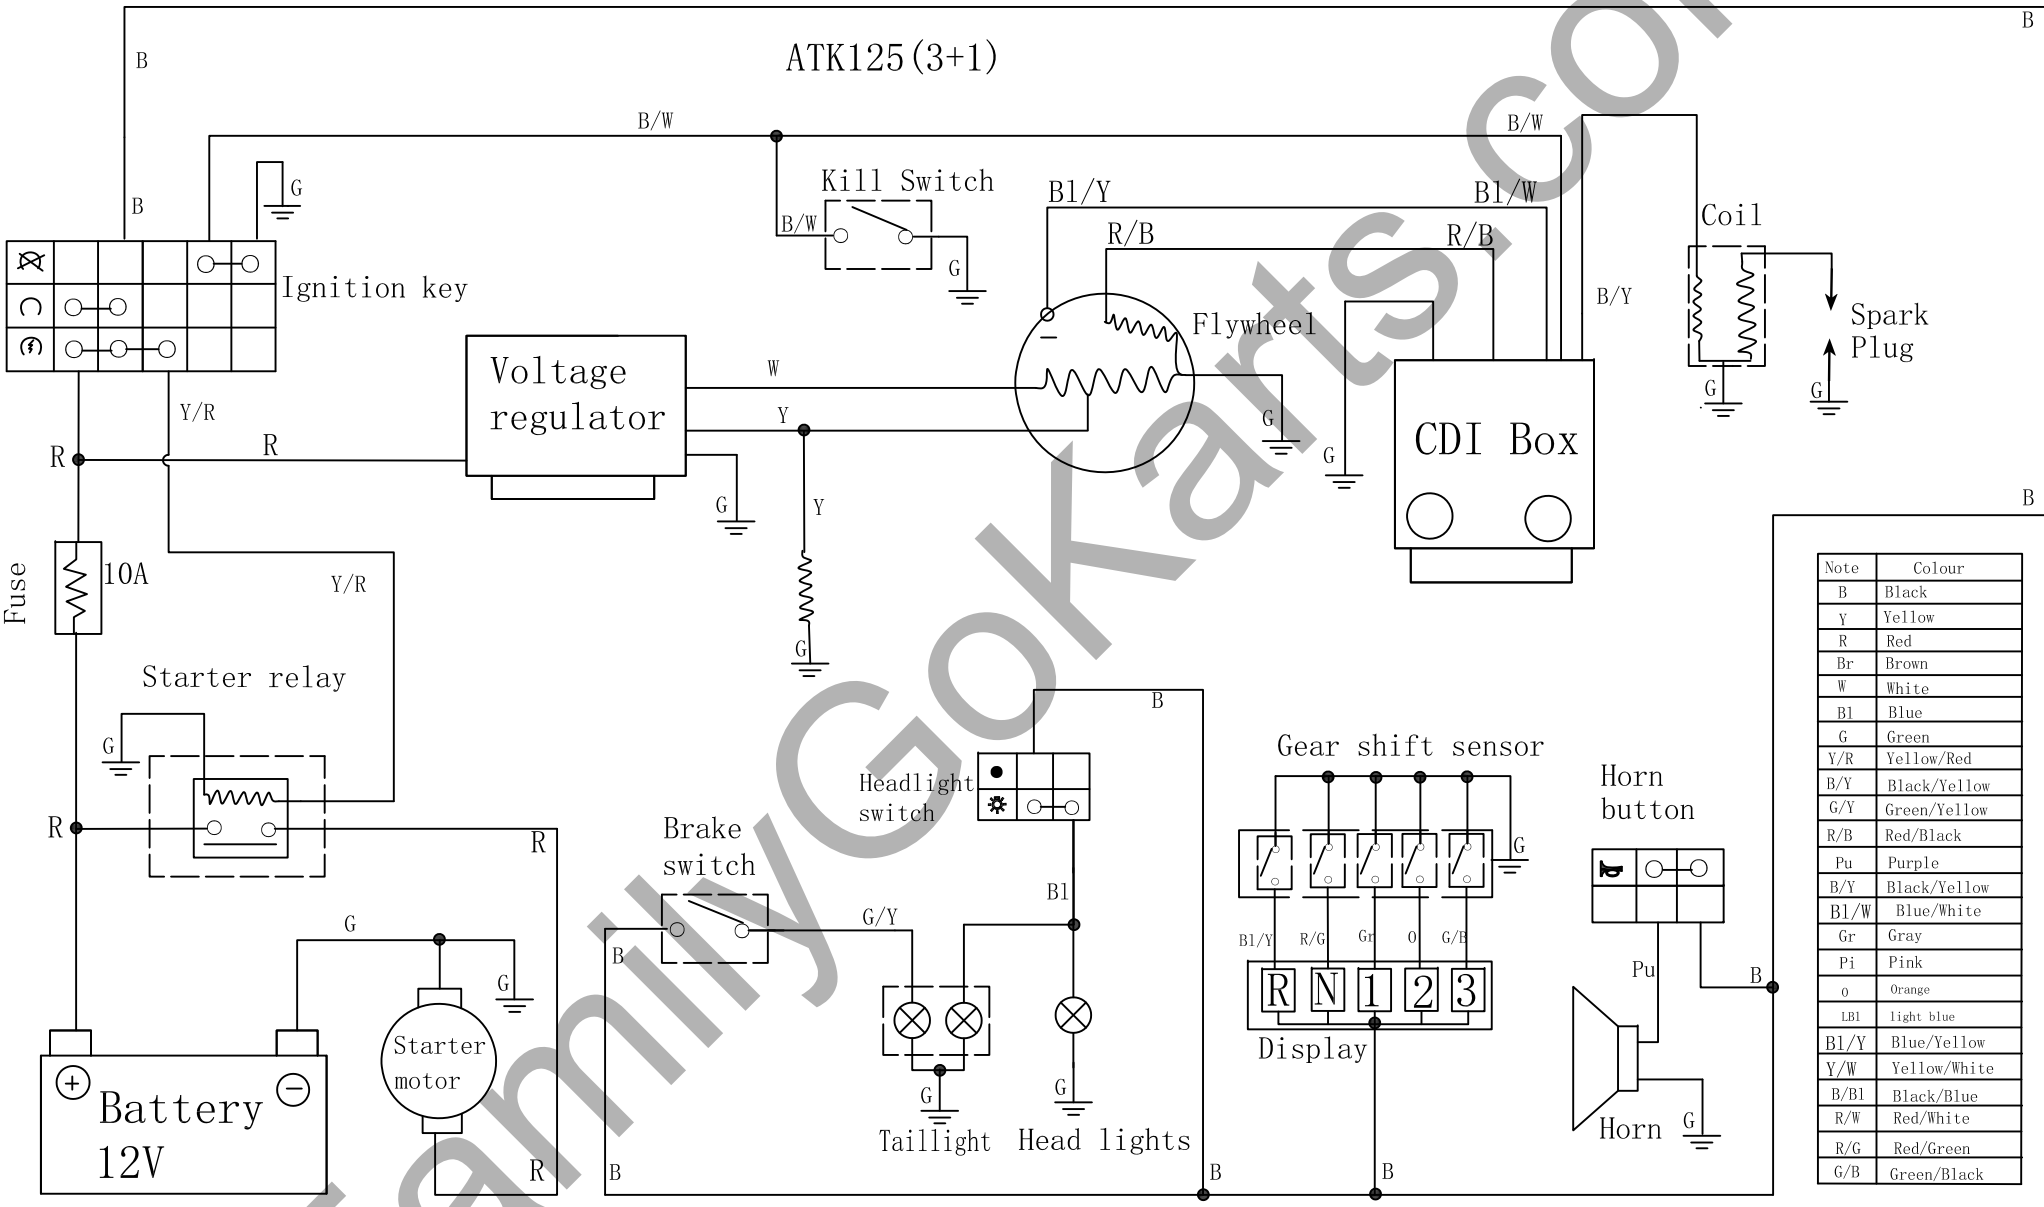 B
B
ATK125(3+1)
B/W
B/W
G
B
Kill Switch
B/W
G
Bl/Y
Bl/W
R/B
R/B
Coil
Ignition key
Flywheel
B/Y
Spark
Plug
G
G
Voltage
regulator
W
Y
G
G
CDI Box
Y/R
R
R
G
Y
B
Fuse
10A
Y/R
G
Starter relay
G
R
R
B
Headlight
switch
Brake
switch
Bl
G/Y
B
Gear shift sensor
G
Bl/Y
R/G
Gr
O
G/B
R
N
1
2
3
Display
Horn
button
Pu
B
Horn
G
G
G
Starter
motor
R
Battery
12V
G
G
Taillight
Head lights
B
B
B
Note Colour
B Black
Y Yellow
R Red
Br Brown
W White
Bl Blue
G Green
Y/R Yellow/Red
B/Y Black/Yellow
G/Y Green/Yellow
R/B Red/Black
Pu Purple
B/Y Black/Yellow
Bl/W Blue/White
Gr Gray
Pi Pink
O Orange
LBl light blue
Bl/Y Blue/Yellow
Y/W Yellow/White
B/Bl Black/Blue
R/W Red/White
R/G Red/Green
G/B Green/Black
FamilyGoKarts.com